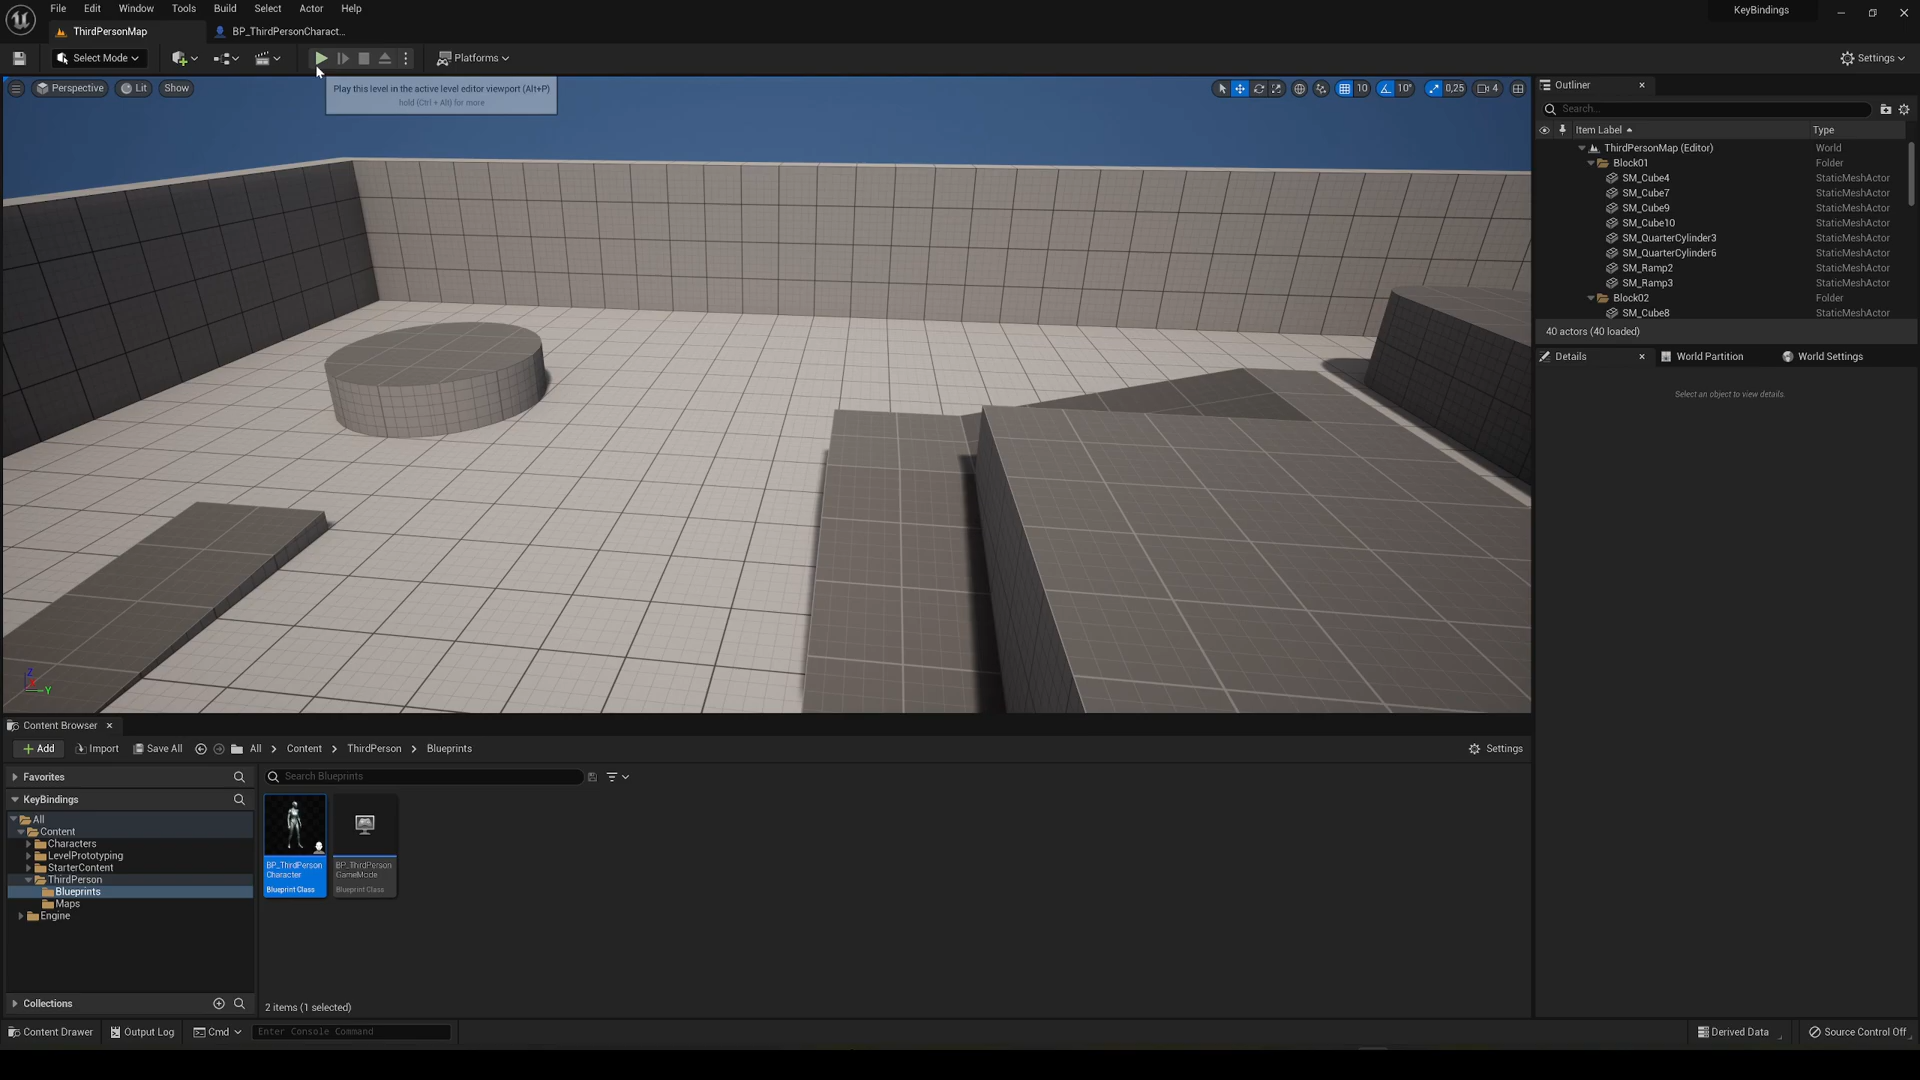 File Edit Window Tools Build Select Actor Help
KeyBindings
ThirdPersonMap
BP_ThirdPersonCharact...
Select Mode
Platforms
Settings
Play this level in the active level editor viewport (Alt+P)
hold (Ctrl + Alt) for more
Perspective
Lit
Show
10
10°
0,25
4
Outliner
Search...
Item Label
Type
ThirdPersonMap (Editor) World
Block01 Folder
SM_Cube4 StaticMeshActor
SM_Cube7 StaticMeshActor
SM_Cube9 StaticMeshActor
SM_Cube10 StaticMeshActor
SM_QuarterCylinder3 StaticMeshActor
SM_QuarterCylinder6 StaticMeshActor
SM_Ramp2 StaticMeshActor
SM_Ramp3 StaticMeshActor
Block02 Folder
SM_Cube8 StaticMeshActor
40 actors (40 loaded)
Details
World Partition
World Settings
Select an object to view details.
Z
Y
Content Browser
Add
Import
Save All
All > Content > ThirdPerson > Blueprints
Settings
Favorites
KeyBindings
All
Content
Characters
LevelPrototyping
StarterContent
ThirdPerson
Blueprints
Maps
Engine
Search Blueprints
BP_ThirdPerson
Character
Blueprint Class
BP_ThirdPerson
GameMode
Blueprint Class
Collections
2 items (1 selected)
Content Drawer
Output Log
Cmd
Enter Console Command
Derived Data
Source Control Off